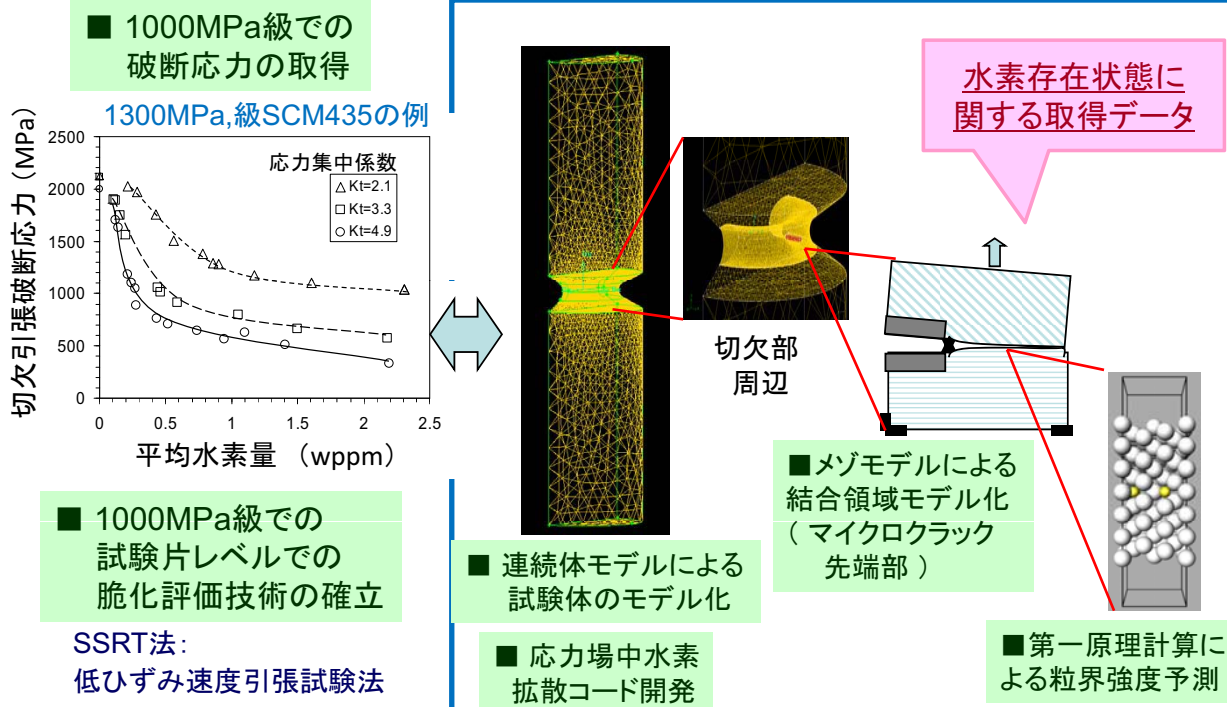 ■ 1000MPa級での
破断応力の取得
1300MPa,級SCM435の例
切欠引張破断応力 (MPa)
2500
2000
1500
1000
500
0
0
0.5
1
1.5
2
2.5
平均水素量 (wppm)
応力集中係数
Kt=2.1
Kt=3.3
Kt=4.9
■ 1000MPa級での
試験片レベルでの
脆化評価技術の確立
SSRT法:
低ひずみ速度引張試験法
切欠部
周辺
水素存在状態に
関する取得データ
■ 連続体モデルによる
試験体のモデル化
■ 応力場中水素
拡散コード開発
■メゾモデルによる
結合領域モデル化
( マイクロクラック
先端部 )
■第一原理計算に
よる粒界強度予測